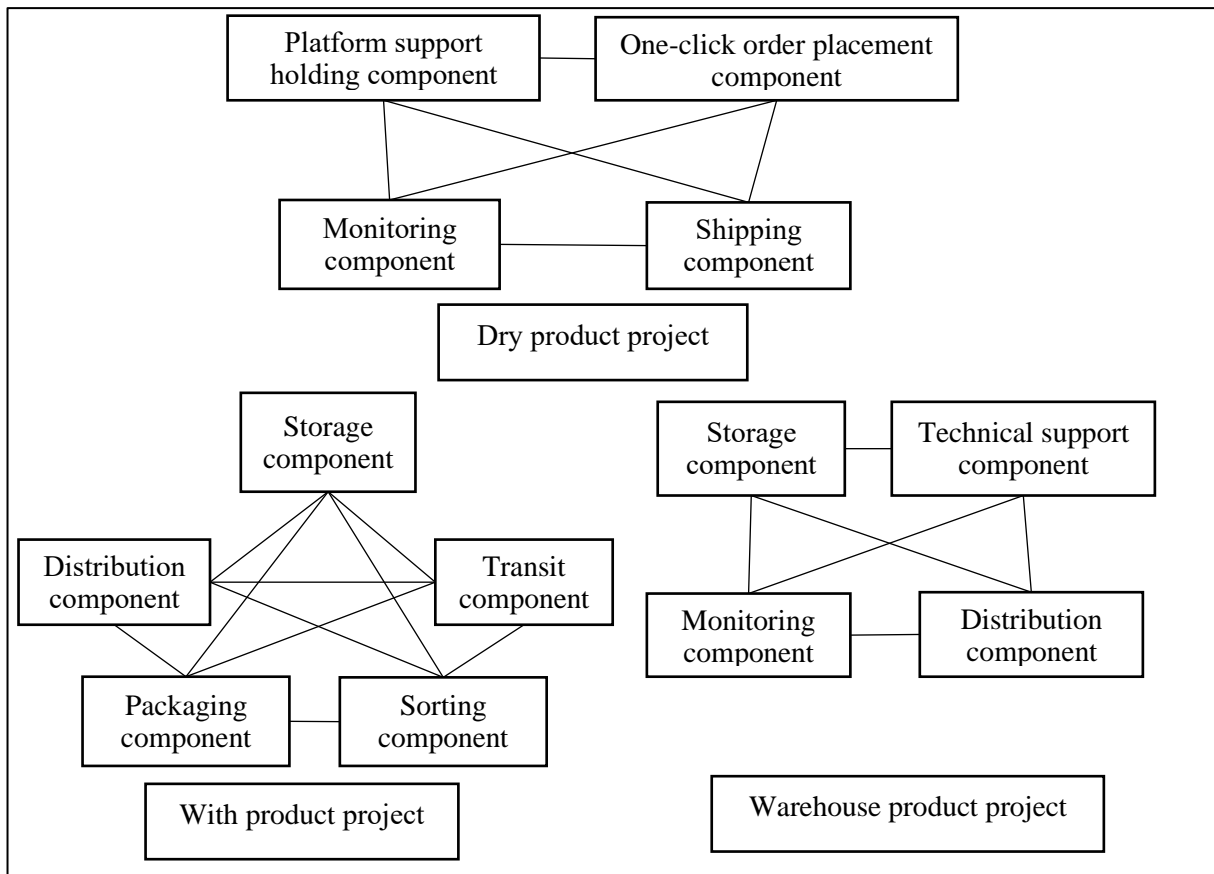 Platform support
holding component
One-click order placement
component
Monitoring
component
Shipping
component
Dry product project
Storage
component
Distribution
component
Transit
component
Packaging
component
Sorting
component
With product project
Storage
component
Technical support
component
Monitoring
component
Distribution
component
Warehouse product project